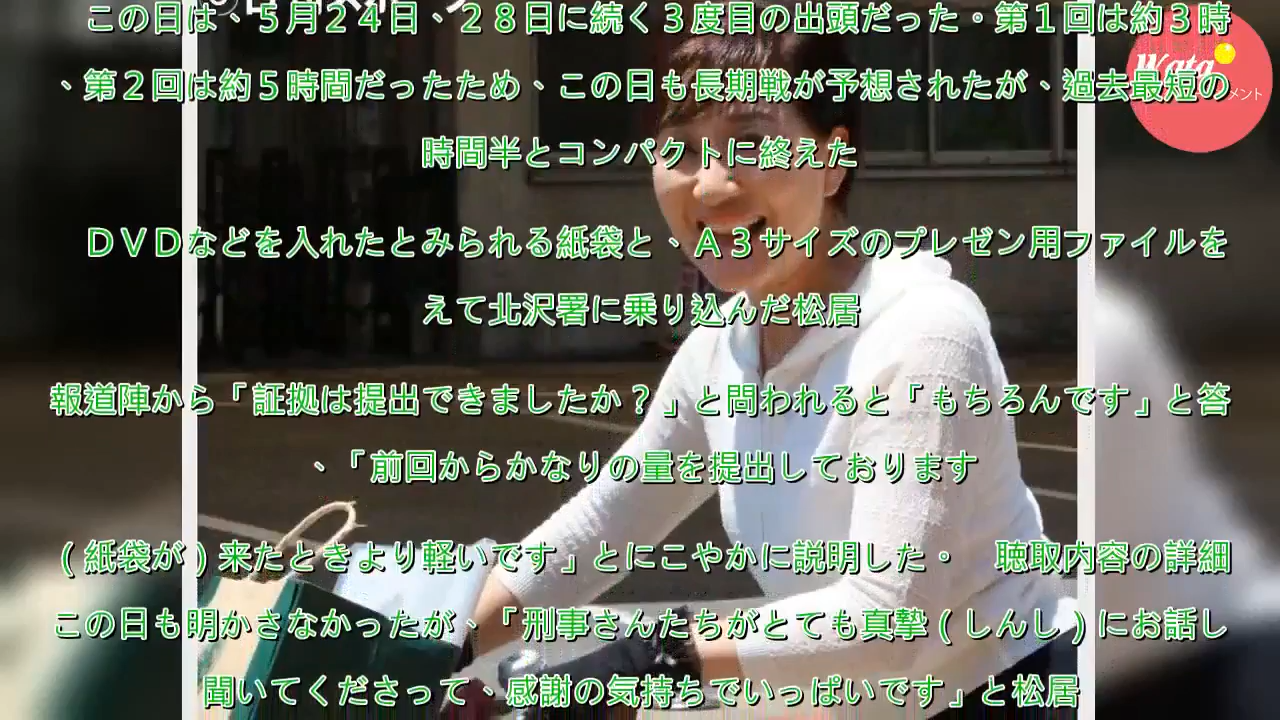 この日は、５月２４日、２８日に続く３度目の出頭だった・第１回は約３時
、第２回は約５時間だったため、この日も長期戦が予想されたが、過去最短の
時間半とコンパクトに終えた
ＤＶＤなどを入れたとみられる紙袋と、Ａ３サイズのプレゼン用ファイルを
えて北沢署に乗り込んだ松居
報道陣から「証拠は提出できましたか？」と問われると「もちろんです」と答
、「前回からかなりの量を提出しております
(紙袋が)来たときより軽いです」とにこやかに説明した・　聴取内容の詳細
この日も明かさなかったが、「刑事さんたちがとても真摯(しんし)にお話し
聞いてくださって、感謝の気持ちでいっぱいです」と松居
Wata
メント